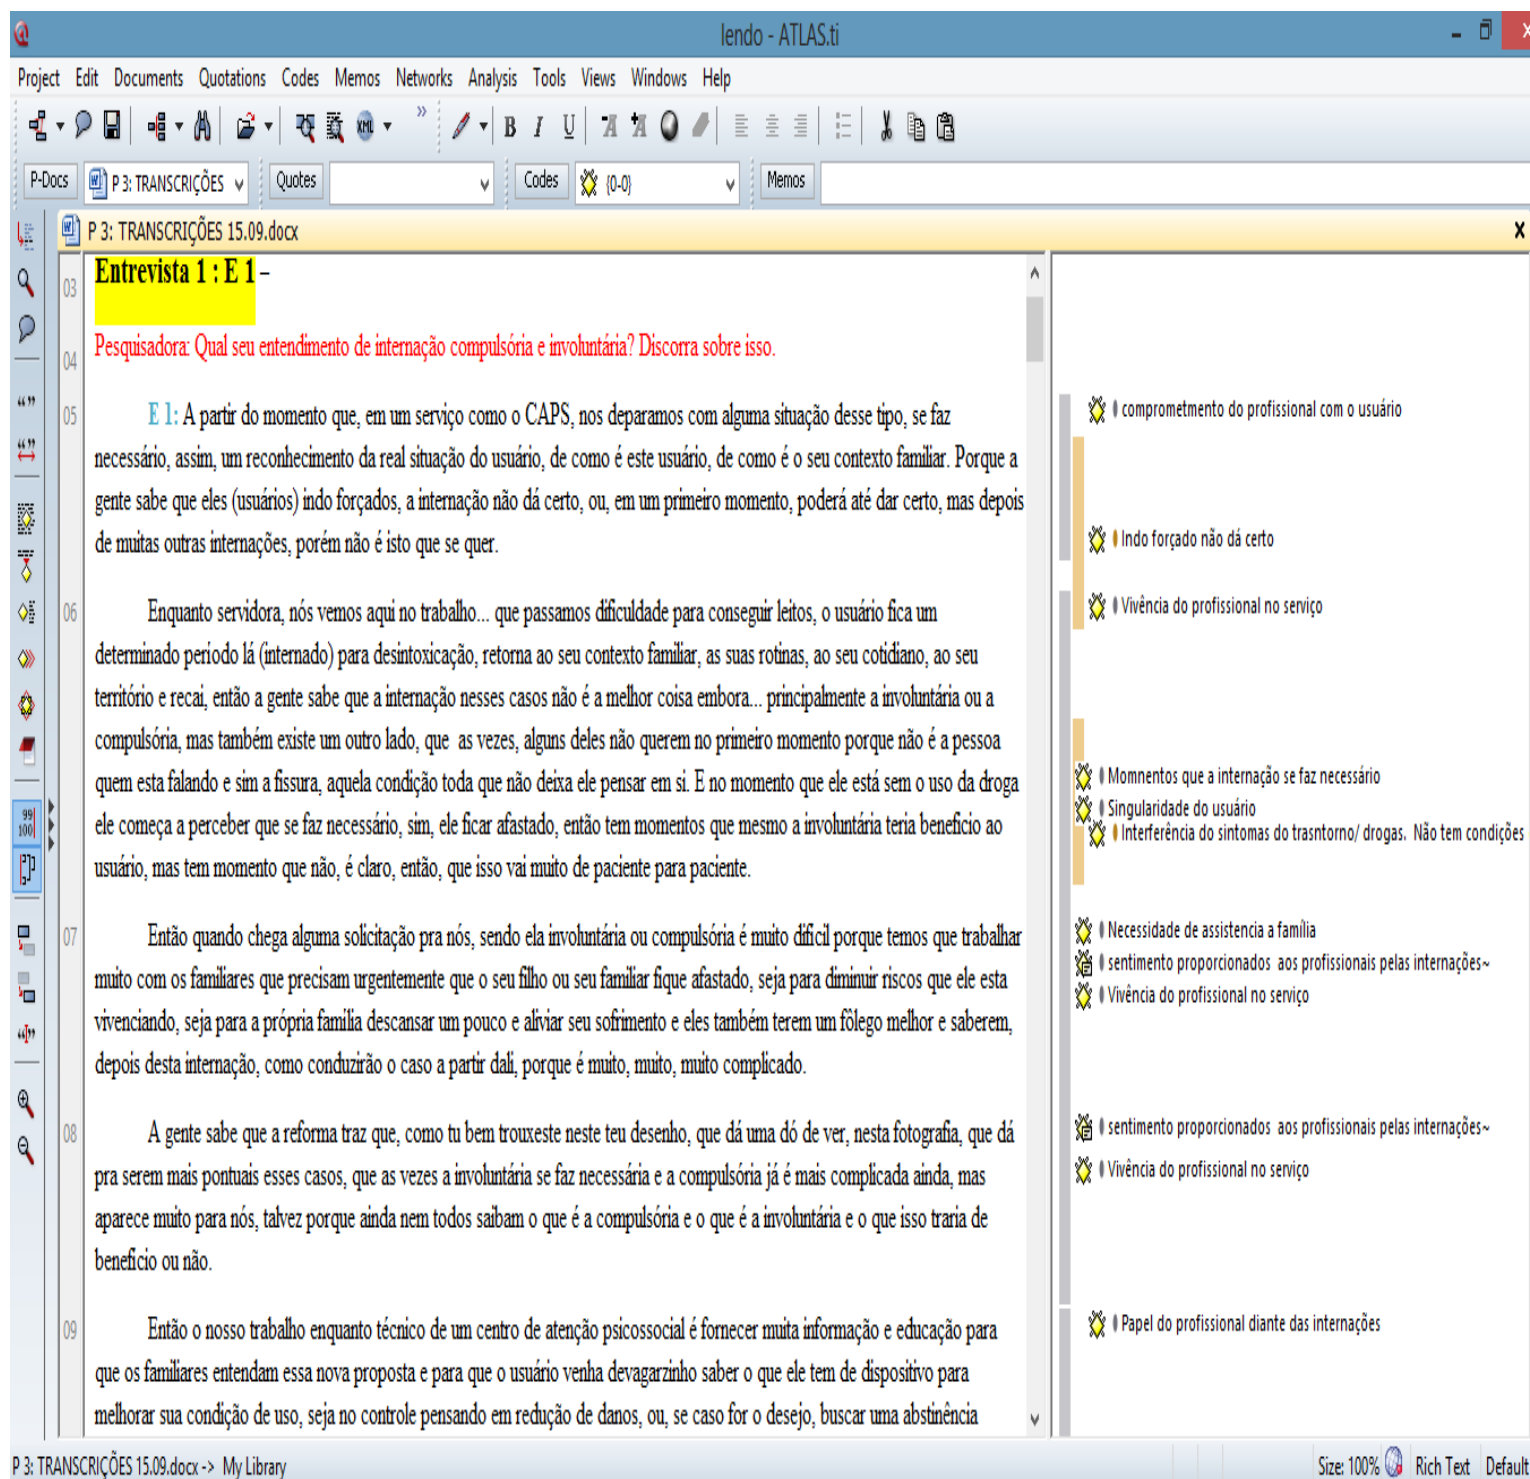 lendo - ATLAS.ti
Project Edit Documents Quotations Codes Memos Networks Analysis Tools Views Windows Help
XML » B I U A A
P-Docs P 3: TRANSCRIÇÕES Quotes Codes {0-0} Memos
P 3: TRANSCRIÇÕES 15.09.docx x
03 Entrevista 1 : E 1 –
04 Pesquisadora: Qual seu entendimento de internação compulsória e involuntária? Discorra sobre isso.
05 E 1: A partir do momento que, em um serviço como o CAPS, nos deparamos com alguma situação desse tipo, se faz
necessário, assim, um reconhecimento da real situação do usuário, de como é este usuário, de como é o seu contexto familiar. Porque a
gente sabe que eles (usuários) indo forçados, a internação não dá certo, ou, em um primeiro momento, poderá até dar certo, mas depois
de muitas outras internações, porém não é isto que se quer.
06 Enquanto servidora, nós vemos aqui no trabalho... que passamos dificuldade para conseguir leitos, o usuário fica um
determinado periodo lá (internado) para desintoxicação, retorna ao seu contexto familiar, as suas rotinas, ao seu cotidiano, ao seu
território e recai, então a gente sabe que a internação nesses casos não é a melhor coisa embora... principalmente a involuntária ou a
compulsória, mas também existe um outro lado, que as vezes, alguns deles não querem no primeiro momento porque não é a pessoa
quem esta falando e sim a fissura, aquela condição toda que não deixa ele pensar em si. E no momento que ele está sem o uso da droga
ele começa a perceber que se faz necessário, sim, ele ficar afastado, então tem momentos que mesmo a involuntária teria beneficio ao
usuário, mas tem momento que não, é claro, então, que isso vai muito de paciente para paciente.
07 Então quando chega alguma solicitação pra nós, sendo ela involuntária ou compulsória é muito dificil porque temos que trabalhar
muito com os familiares que precisam urgentemente que o seu filho ou seu familiar fique afastado, seja para diminuir riscos que ele esta
vivenciando, seja para a própria família descansar um pouco e aliviar seu sofrimento e eles também terem um fôlego melhor e saberem,
depois desta internação, como conduzirão o caso a partir dali, porque é muito, muito, muito complicado.
08 A gente sabe que a reforma traz que, como tu bem trouxeste neste teu desenho, que dá uma dó de ver, nesta fotografia, que dá
pra serem mais pontuais esses casos, que as vezes a involuntária se faz necessária e a compulsória já é mais complicada ainda, mas
aparece muito para nós, talvez porque ainda nem todos saibam o que é a compulsória e o que é a involuntária e o que isso traria de
beneficio ou não.
09 Então o nosso trabalho enquanto técnico de um centro de atenção psicossocial é fornecer muita informação e educação para
que os familiares entendam essa nova proposta e para que o usuário venha devagarzinho saber o que ele tem de dispositivo para
melhorar sua condição de uso, seja no controle pensando em redução de danos, ou, se caso for o desejo, buscar uma abstinência
comprometmento do profissional com o usuário
Indo forçado não dá certo
Vivência do profissional no serviço
Momnentos que a internação se faz necessário
Singularidade do usuário
Interferência do sintomas do trasntorno/ drogas. Não tem condições
Necessidade de assistencia a família
sentimento proporcionados aos profissionais pelas internações~
Vivência do profissional no serviço
sentimento proporcionados aos profissionais pelas internações~
Vivência do profissional no serviço
Papel do profissional diante das internações
99
100
P 3: TRANSCRIÇÕES 15.09.docx -> My Library
Size: 100% Rich Text Default